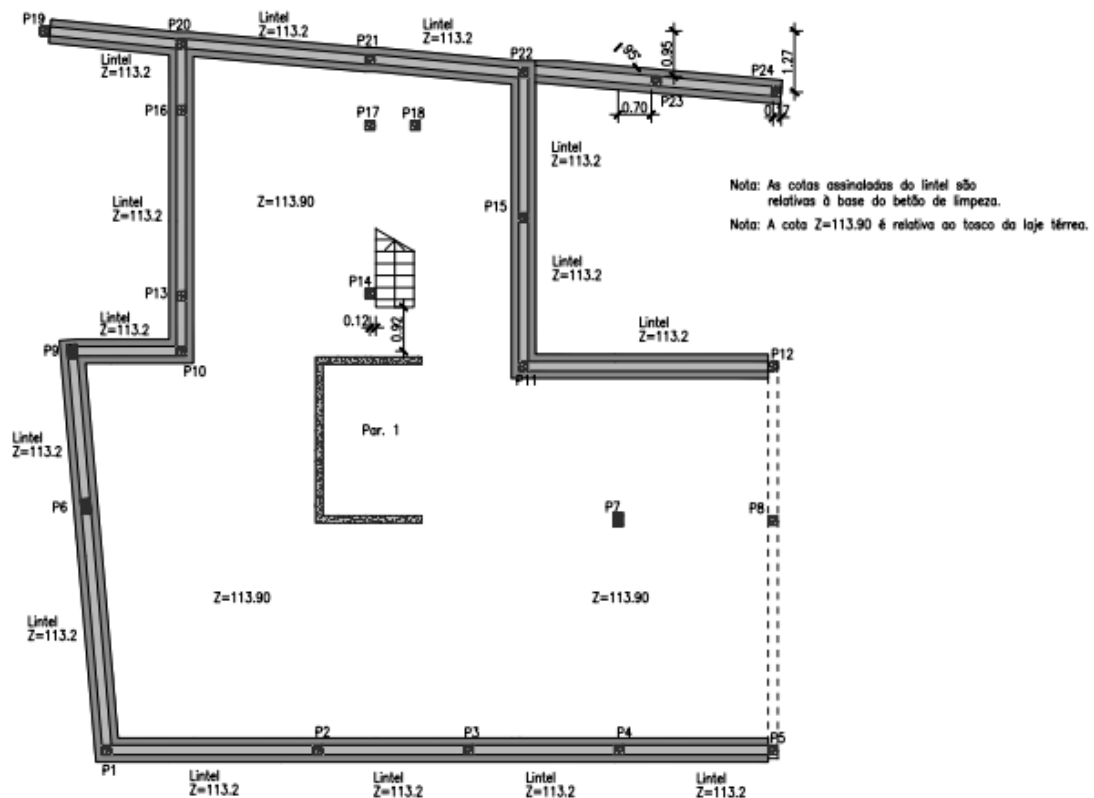 P19
P20
Lintel
Z=113.2
P21
Lintel
Z=113.2
P22
1.95
0.95
P24
1.27
Lintel
Z=113.2
P16
P17
P18
0.70
P23
0.17
Lintel
Z=113.2
Lintel
Z=113.2
Z=113.90
P15
Nota: As cotas assinaladas do lintel são
relativas à base do betão de limpeza.
Nota: A cota Z=113.90 é relativa ao tosco da laje térrea.
Lintel
Z=113.2
P13
P14
0.12
0.92
Lintel
Z=113.2
Lintel
Z=113.2
P9
P10
P11
P12
Par. 1
Lintel
Z=113.2
P6
P7
P8
Z=113.90
Z=113.90
Lintel
Z=113.2
P1
P2
P3
P4
P5
Lintel
Z=113.2
Lintel
Z=113.2
Lintel
Z=113.2
Lintel
Z=113.2